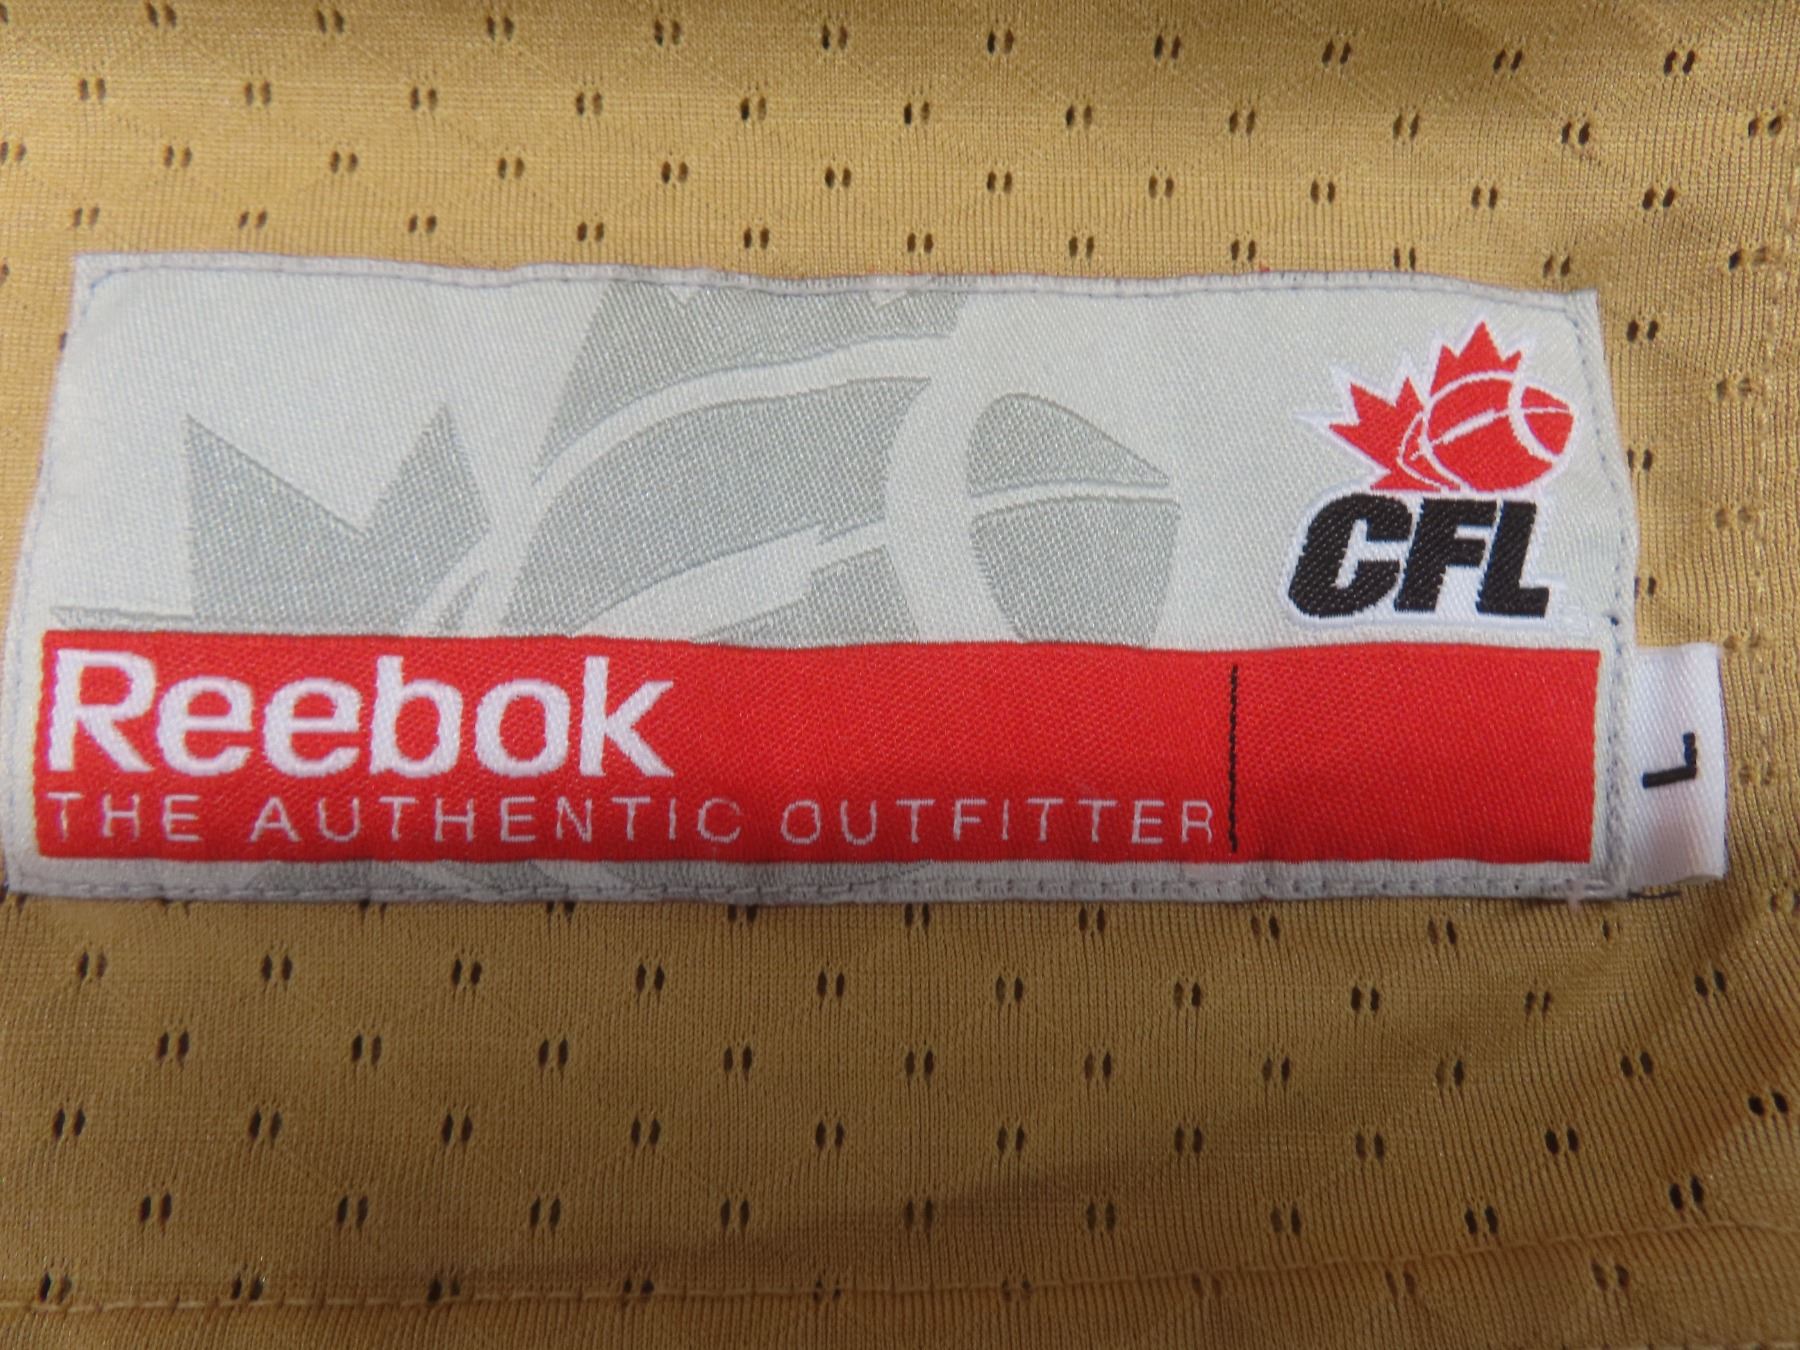 CFL
Reebok
THE AUTHENTIC OUTFITTER
L